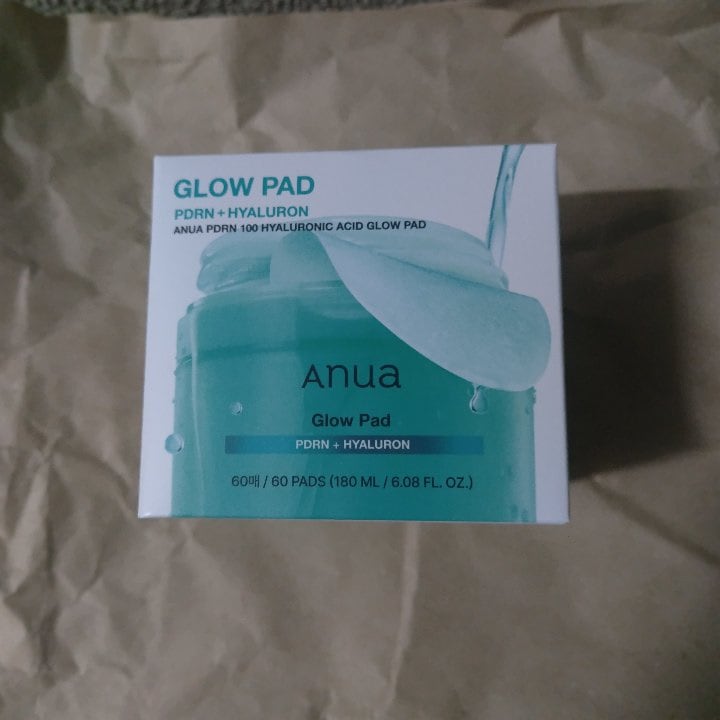 GLOW PAD
PDRN + HYALURON
ANUA PDRN 100 HYALURONIC ACID GLOW PAD
Anua
Glow Pad
PDRN + HYALURON
60매 / 60 PADS (180 ML / 6.08 FL. OZ.)